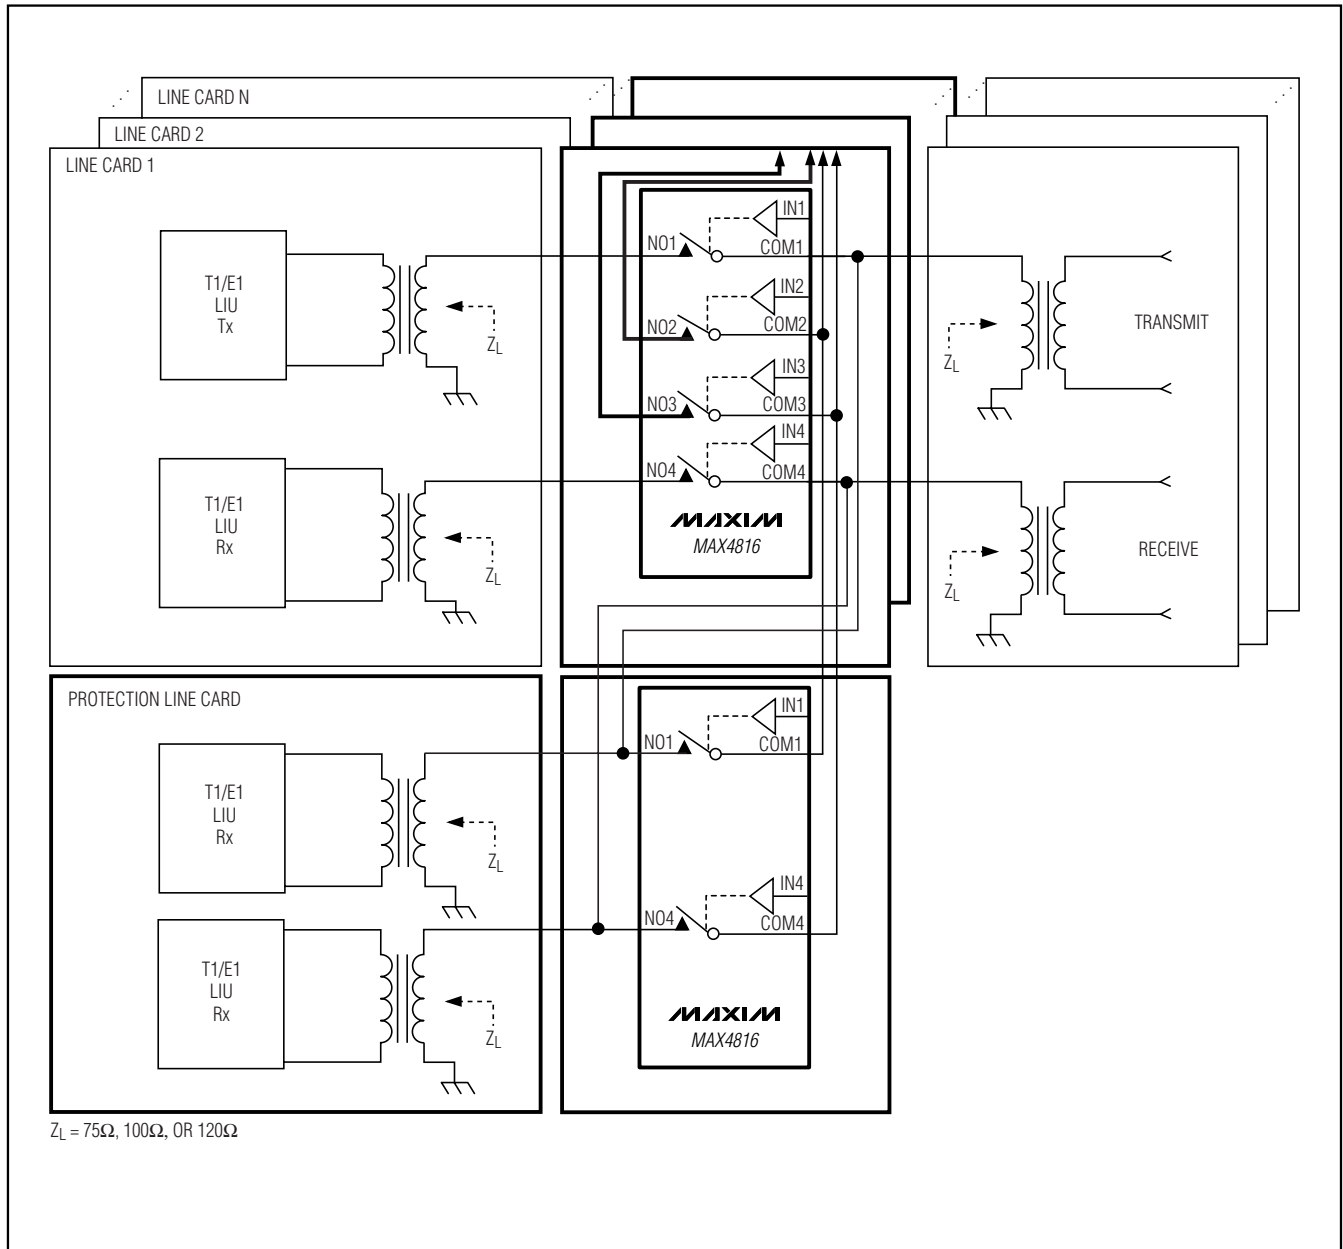 LINE CARD N
LINE CARD 2
LINE CARD 1
T1/E1
LIU
Tx
ZL
NO1
IN1
COM1
NO2
IN2
COM2
NO3
IN3
COM3
NO4
IN4
COM4
MAXIM
MAX4816
ZL
TRANSMIT
T1/E1
LIU
Rx
ZL
ZL
RECEIVE
PROTECTION LINE CARD
T1/E1
LIU
Rx
ZL
NO1
IN1
COM1
T1/E1
LIU
Rx
ZL
NO4
IN4
COM4
MAXIM
MAX4816
ZL = 75Ω, 100Ω, OR 120Ω